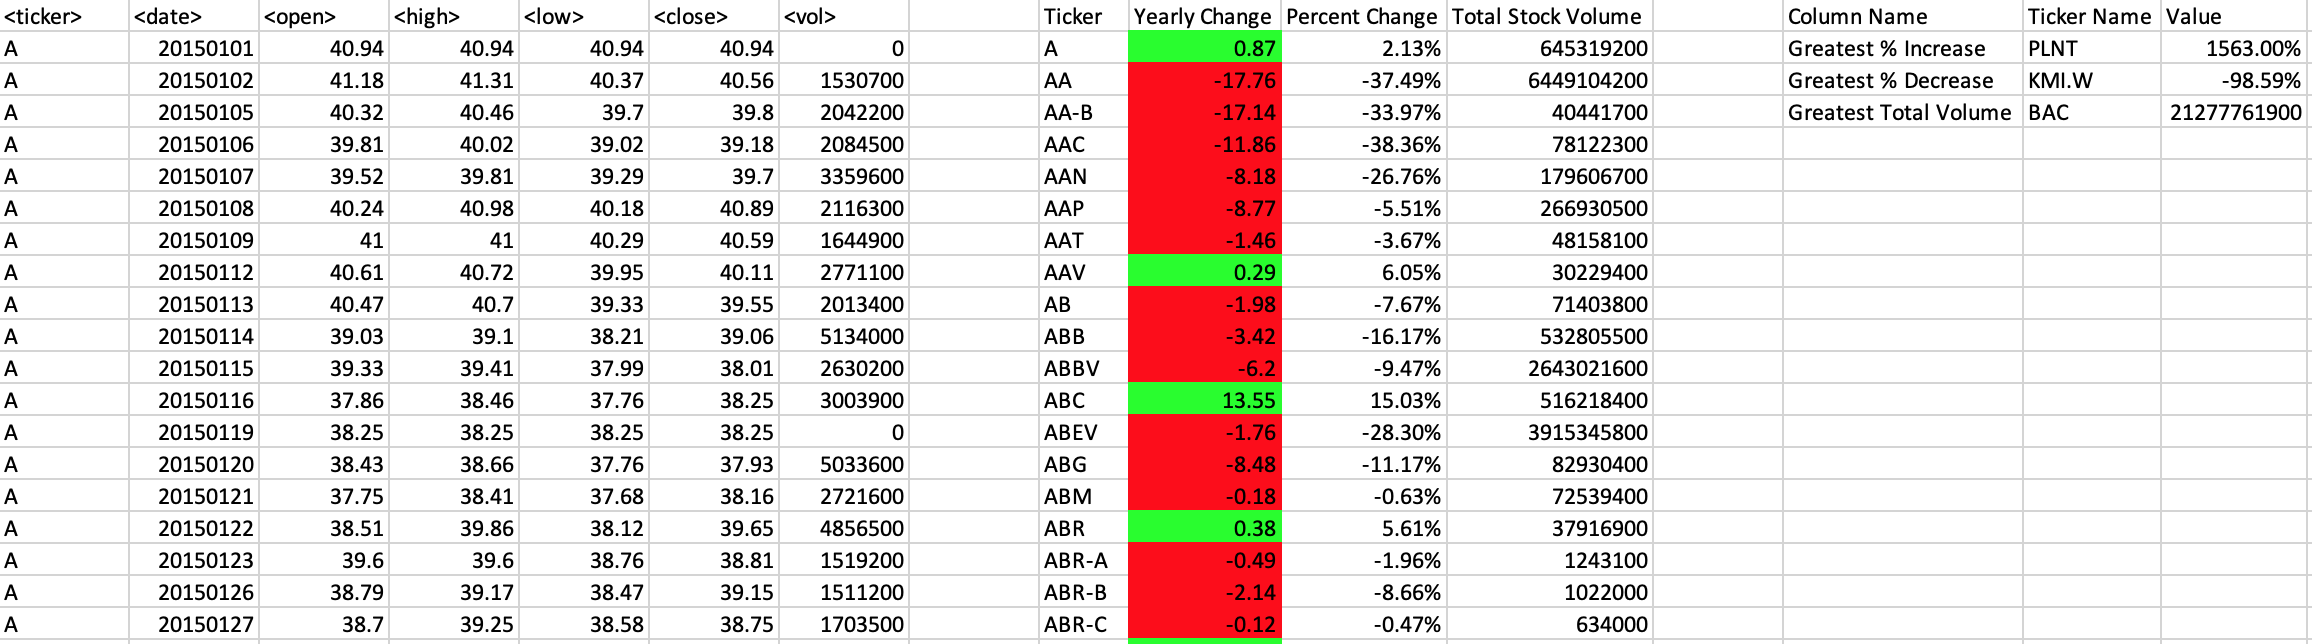 <ticker> <date> <open> <high> <low> <close> <vol> Ticker Yearly Change Percent Change Total Stock Volume Column Name Ticker Name Value
A 20150101 40.94 40.94 40.94 40.94 0 A 0.87 2.13% 645319200 Greatest % Increase PLNT 1563.00%
A 20150102 41.18 41.31 40.37 40.56 1530700 AA -17.76 -37.49% 6449104200 Greatest % Decrease KMI.W -98.59%
A 20150105 40.32 40.46 39.7 39.8 2042200 AA-B -17.14 -33.97% 40441700 Greatest Total Volume BAC 21277761900
A 20150106 39.81 40.02 39.02 39.18 2084500 AAC -11.86 -38.36% 78122300
A 20150107 39.52 39.81 39.29 39.7 3359600 AAN -8.18 -26.76% 179606700
A 20150108 40.24 40.98 40.18 40.89 2116300 AAP -8.77 -5.51% 266930500
A 20150109 41 41 40.29 40.59 1644900 AAT -1.46 -3.67% 48158100
A 20150112 40.61 40.72 39.95 40.11 2771100 AAV 0.29 6.05% 30229400
A 20150113 40.47 40.7 39.33 39.55 2013400 AB -1.98 -7.67% 71403800
A 20150114 39.03 39.1 38.21 39.06 5134000 ABB -3.42 -16.17% 532805500
A 20150115 39.33 39.41 37.99 38.01 2630200 ABBV -6.2 -9.47% 2643021600
A 20150116 37.86 38.46 37.76 38.25 3003900 ABC 13.55 15.03% 516218400
A 20150119 38.25 38.25 38.25 38.25 0 ABEV -1.76 -28.30% 3915345800
A 20150120 38.43 38.66 37.76 37.93 5033600 ABG -8.48 -11.17% 82930400
A 20150121 37.75 38.41 37.68 38.16 2721600 ABM -0.18 -0.63% 72539400
A 20150122 38.51 39.86 38.12 39.65 4856500 ABR 0.38 5.61% 37916900
A 20150123 39.6 39.6 38.76 38.81 1519200 ABR-A -0.49 -1.96% 1243100
A 20150126 38.79 39.17 38.47 39.15 1511200 ABR-B -2.14 -8.66% 1022000
A 20150127 38.7 39.25 38.58 38.75 1703500 ABR-C -0.12 -0.47% 634000